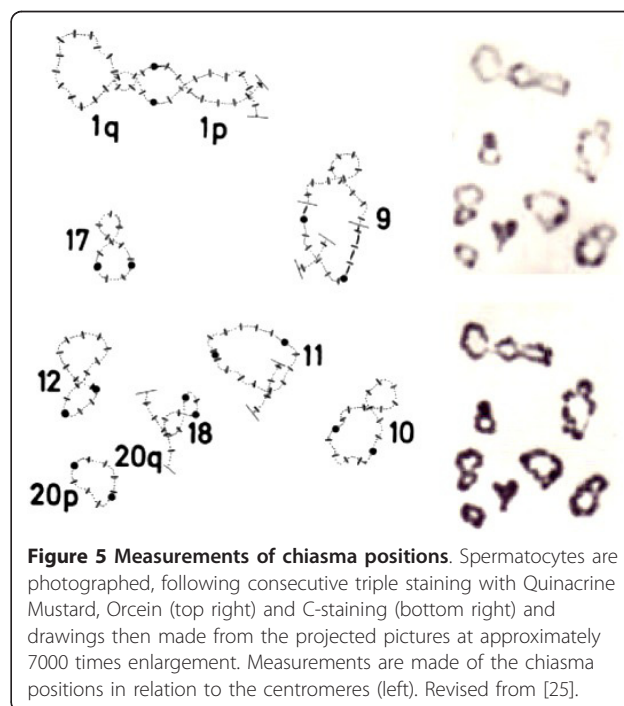 1q 1p
17 9
12 11
20q 18 10
20p
Figure 5 Measurements of chiasma positions. Spermatocytes are
photographed, following consecutive triple staining with Quinacrine
Mustard, Orcein (top right) and C-staining (bottom right) and
drawings then made from the projected pictures at approximately
7000 times enlargement. Measurements are made of the chiasma
positions in relation to the centromeres (left). Revised from [25].